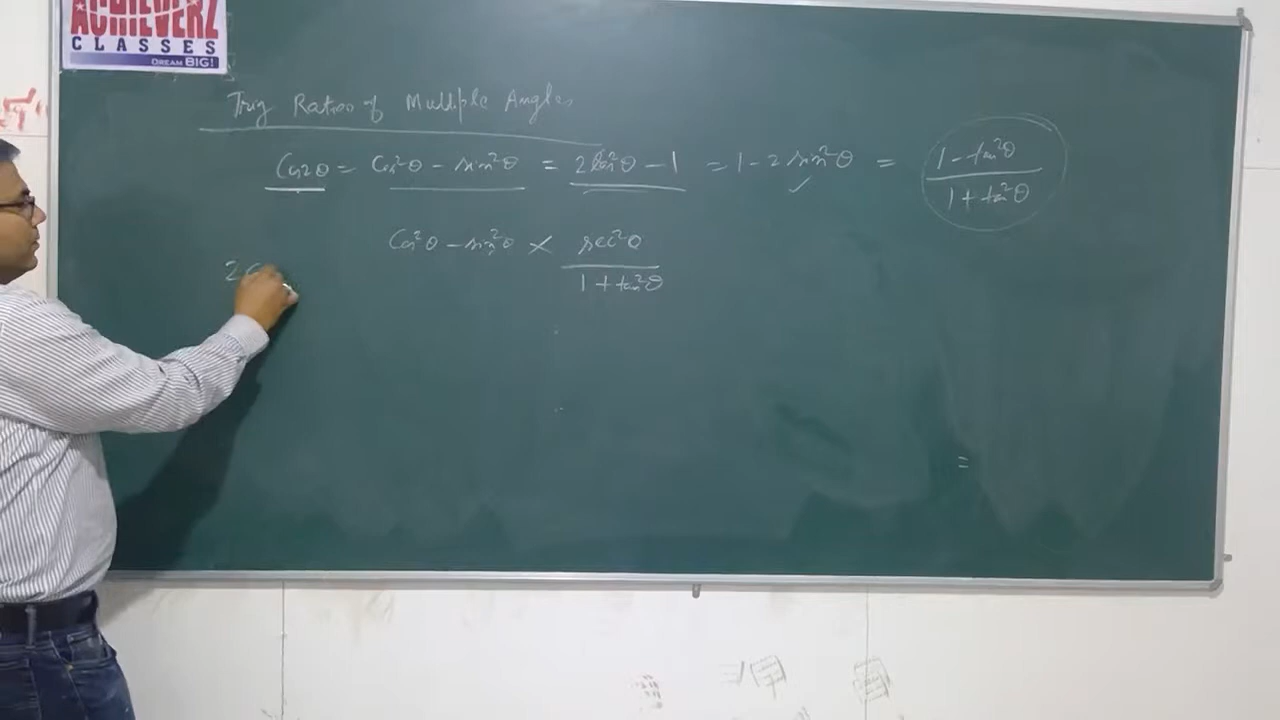 ACHIEVERZ
CLASSES
DREAM BIG!
Trig Ratios of Multiple Angles
Cos2θ = Cos²θ - sin²θ = 2Cos²θ - 1 = 1 - 2 sin²θ = (1 - tan²θ)/(1 + tan²θ)
Cos²θ - sin²θ × sec²θ/(1 + tan²θ)
2
=